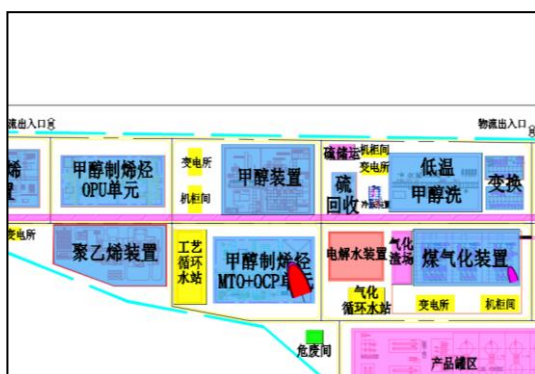 流出入口
物流出入口
烯
置
甲醇制烯烃
OPU单元
变电所
机柜间
甲醇装置
硫储运
机柜间
变电所
硫
回收
低温
甲醇洗
变换
变电所
聚乙烯装置
工艺
循环
水站
甲醇制烯烃
MTO+OCP单元
电解水装置
气化
渣场
煤气化装置
气化
循环水站
变电所
机柜间
危废间
产品罐区